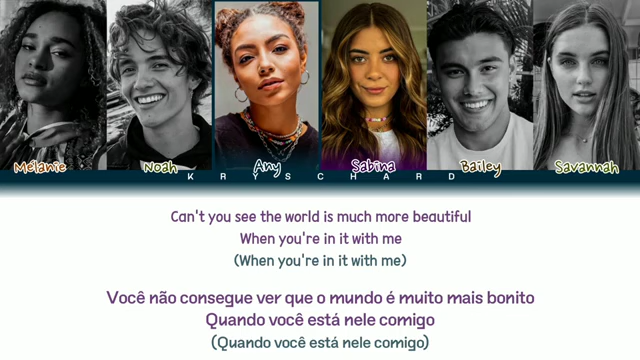 Mélanie Noah Any Sabina Bailey Savannah
K R Y S C H A R D
Can't you see the world is much more beautiful
When you're in it with me
(When you're in it with me)
Você não consegue ver que o mundo é muito mais bonito
Quando você está nele comigo
(Quando você está nele comigo)